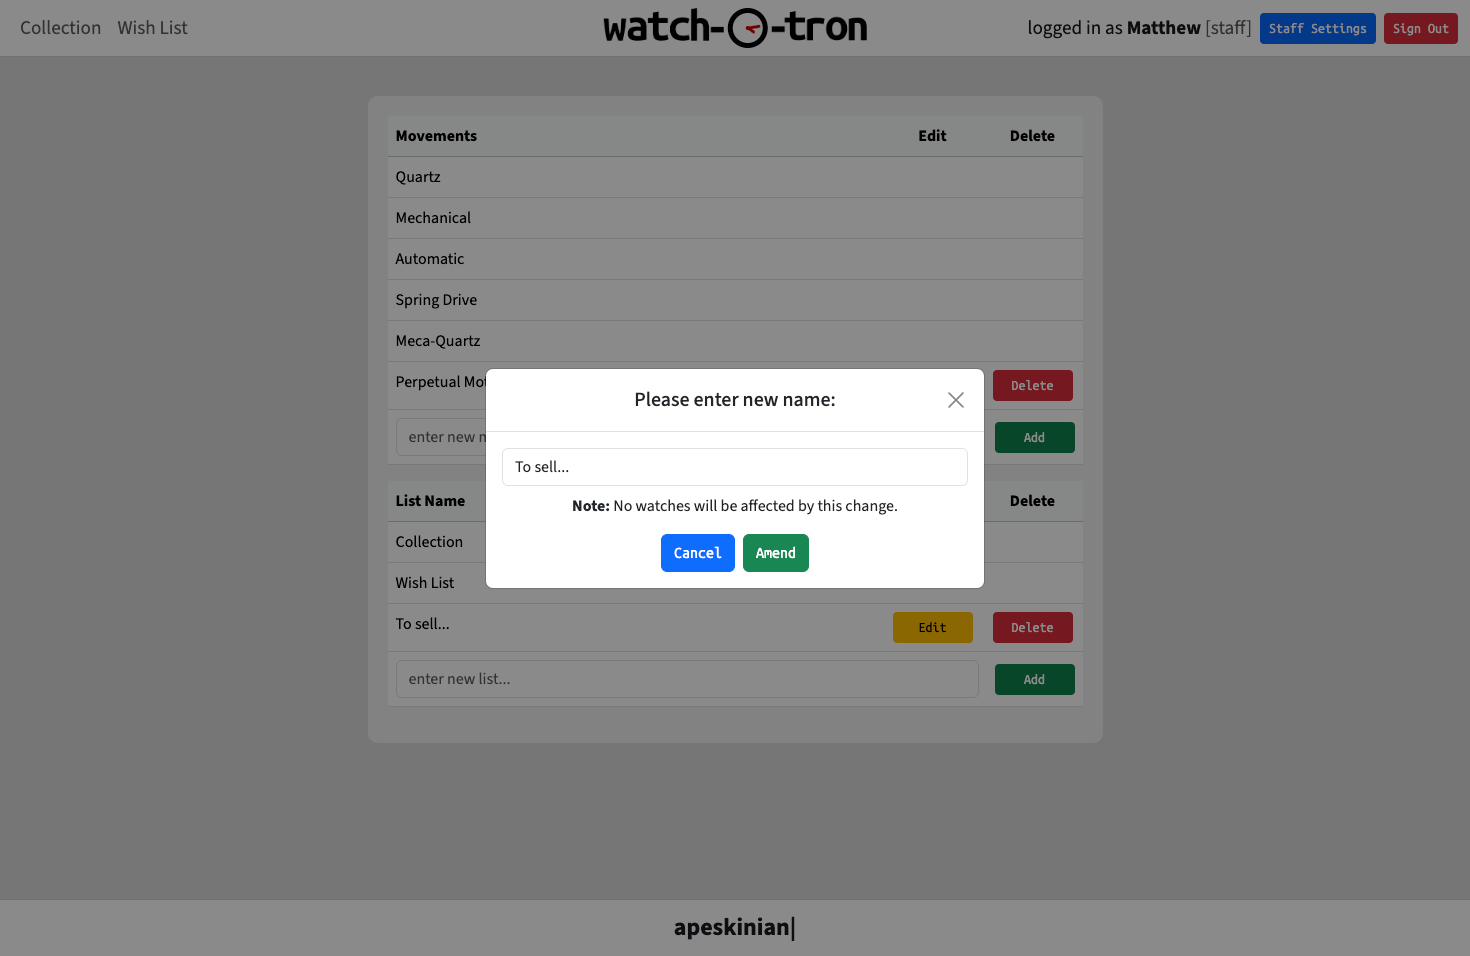 Collection Wish List watch-O-tron logged in as Matthew [staff] Staff Settings Sign Out
Movements Edit Delete
Quartz
Mechanical
Automatic
Spring Drive
Meca-Quartz
Perpetual Delete
Please enter new name:
enter new Add
To sell...
List Name Delete
Note: No watches will be affected by this change.
Collection
Cancel Amend
Wish List
To sell... Edit Delete
enter new list... Add
apeskinian|